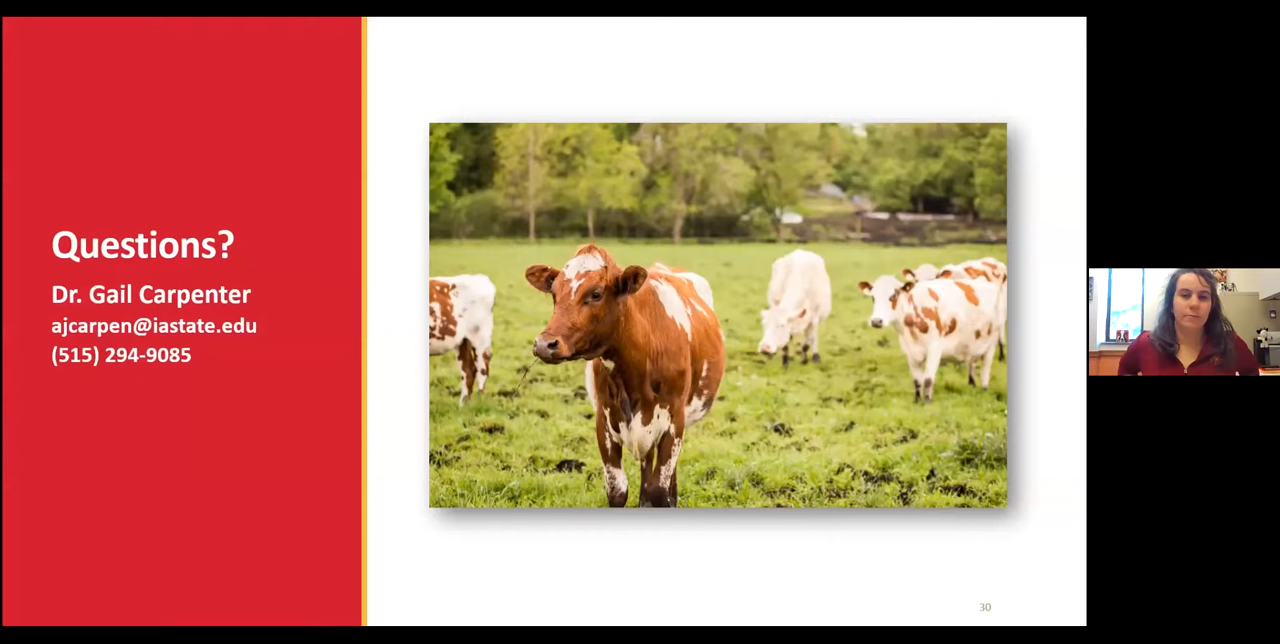 Questions?
Dr. Gail Carpenter
ajcarpen@iastate.edu
(515) 294-9085
30